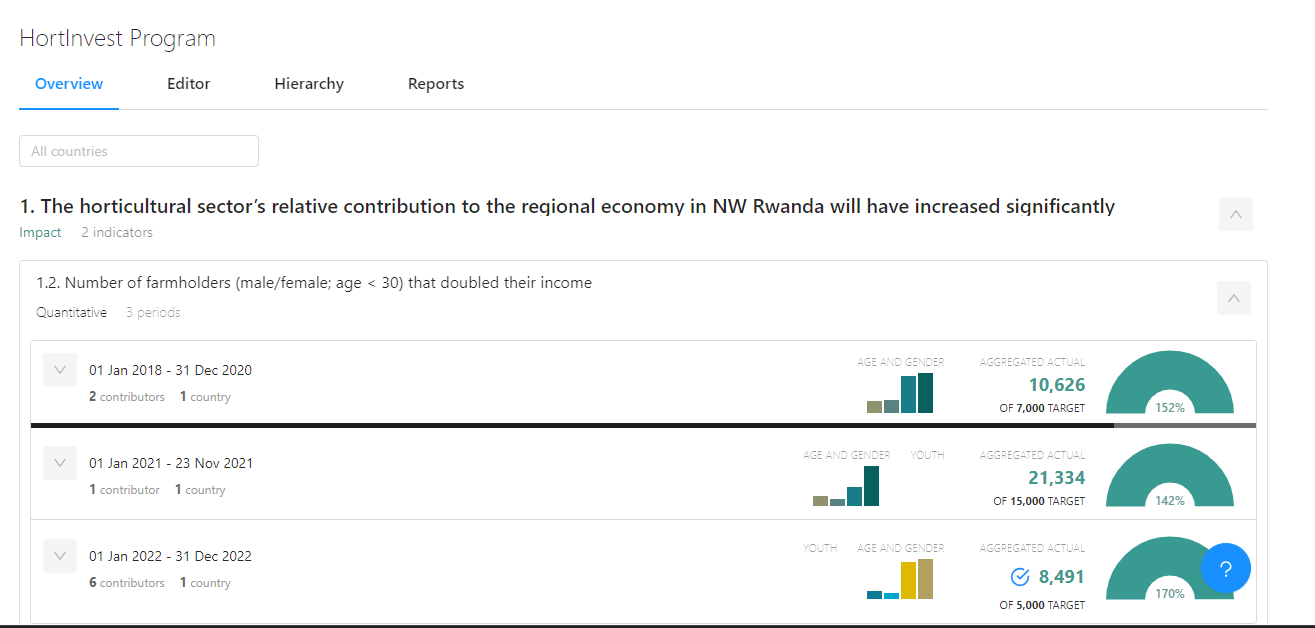 HortInvest Program
Overview Editor Hierarchy Reports
All countries
1. The horticultural sector’s relative contribution to the regional economy in NW Rwanda will have increased significantly
Impact 2 indicators
1.2. Number of farmholders (male/female; age < 30) that doubled their income
Quantitative 3 periods
01 Jan 2018 - 31 Dec 2020
2 contributors 1 country
AGE AND GENDER
AGGREGATED ACTUAL
10,626
OF 7,000 TARGET
152%
01 Jan 2021 - 23 Nov 2021
1 contributor 1 country
AGE AND GENDER YOUTH
AGGREGATED ACTUAL
21,334
OF 15,000 TARGET
142%
01 Jan 2022 - 31 Dec 2022
6 contributors 1 country
YOUTH AGE AND GENDER
AGGREGATED ACTUAL
8,491
OF 5,000 TARGET
170%
?